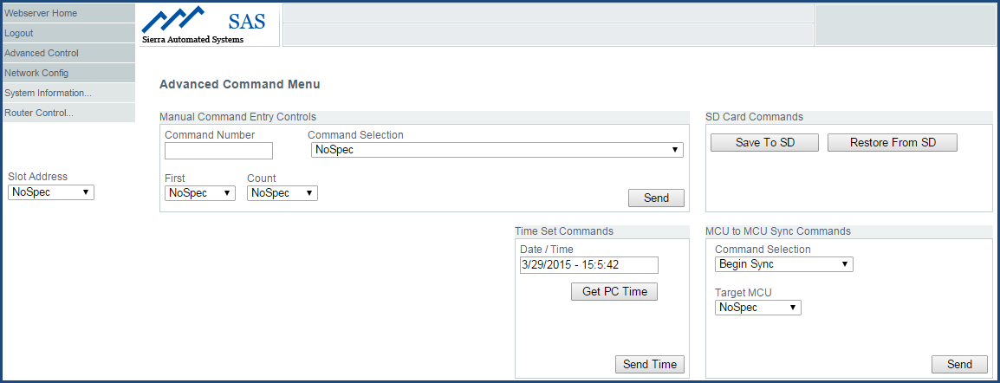 Webserver Home
Logout
Advanced Control
Network Config
System Information...
Router Control...
Slot Address
NoSpec
SAS
Sierra Automated Systems
Advanced Command Menu
Manual Command Entry Controls
Command Number
Command Selection
NoSpec
First
Count
NoSpec
NoSpec
Send
SD Card Commands
Save To SD
Restore From SD
Time Set Commands
Date / Time
3/29/2015 - 15:5:42
Get PC Time
Send Time
MCU to MCU Sync Commands
Command Selection
Begin Sync
Target MCU
NoSpec
Send